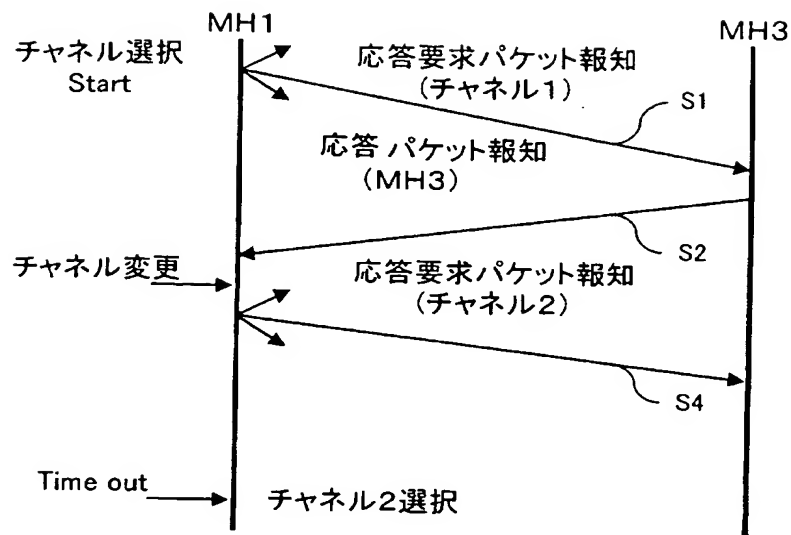 MH1
MH3
チャネル選択
Start
応答要求パケット報知
(チャネル1)
S1
応答 パケット報知
(MH3)
S2
チャネル変更
応答要求パケット報知
(チャネル2)
S4
Time out
チャネル2選択